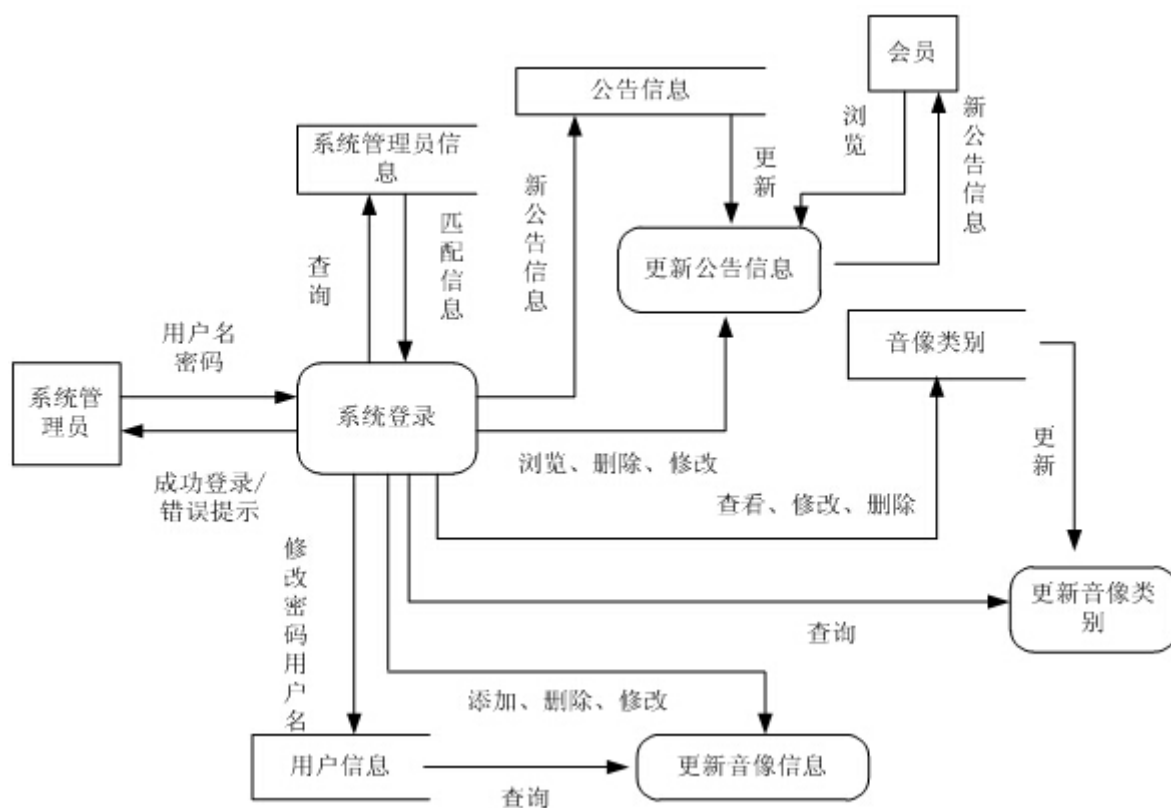 会员
公告信息
浏览
新公告信息
系统管理员信
息
更新
新公告信息
匹配信息
查询
更新公告信息
用户名
密码
音像类别
系统管
理员
系统登录
更新
浏览、删除、修改
成功登录/
错误提示
查看、修改、删除
修改密码用户名
更新音像类
别
查询
添加、删除、修改
用户信息
更新音像信息
查询